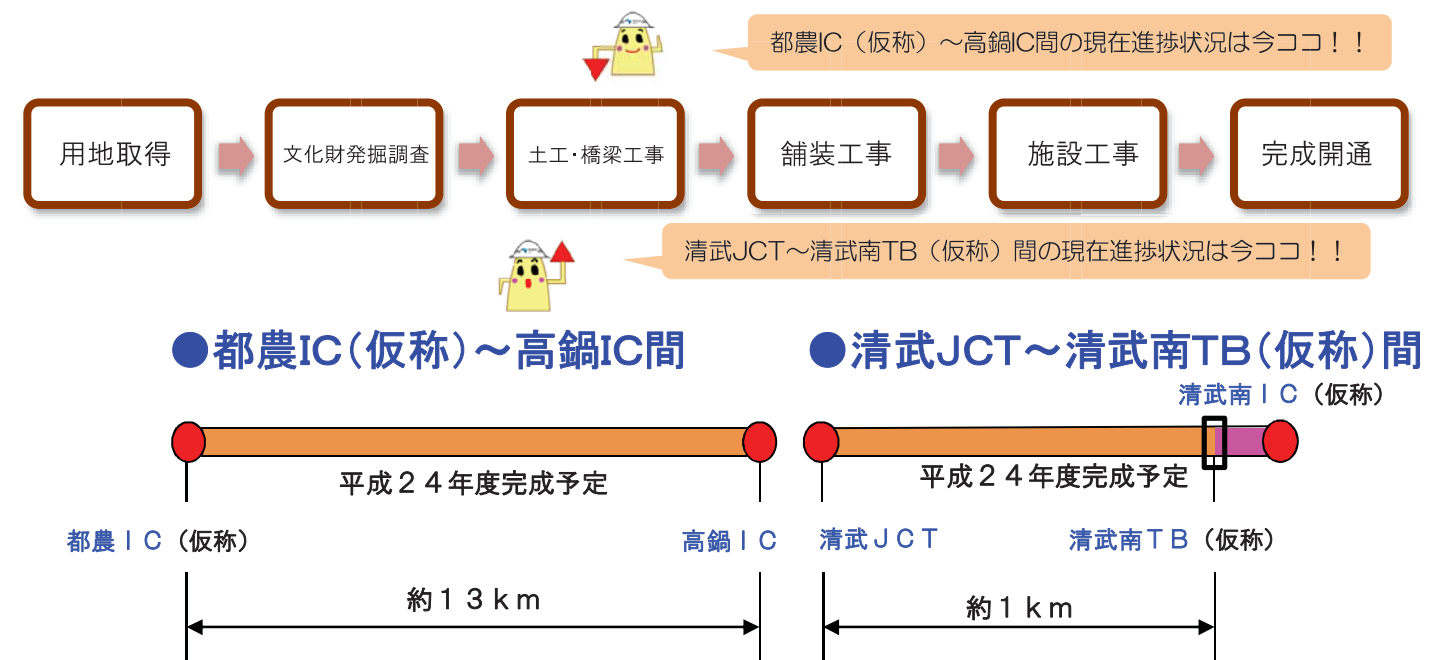 都農IC（仮称）～高鍋IC間の現在進捗状況は今ココ！！
用地取得
文化財発掘調査
土工・橋梁工事
舗装工事
施設工事
完成開通
清武JCT～清武南TB（仮称）間の現在進捗状況は今ココ！！
●都農IC（仮称）～高鍋IC間
●清武JCT～清武南TB（仮称）間
清武南ＩＣ（仮称）
平成２４年度完成予定
平成２４年度完成予定
都農ＩＣ（仮称）
高鍋ＩＣ
清武ＪＣＴ
清武南ＴＢ（仮称）
約１３ｋｍ
約１ｋｍ